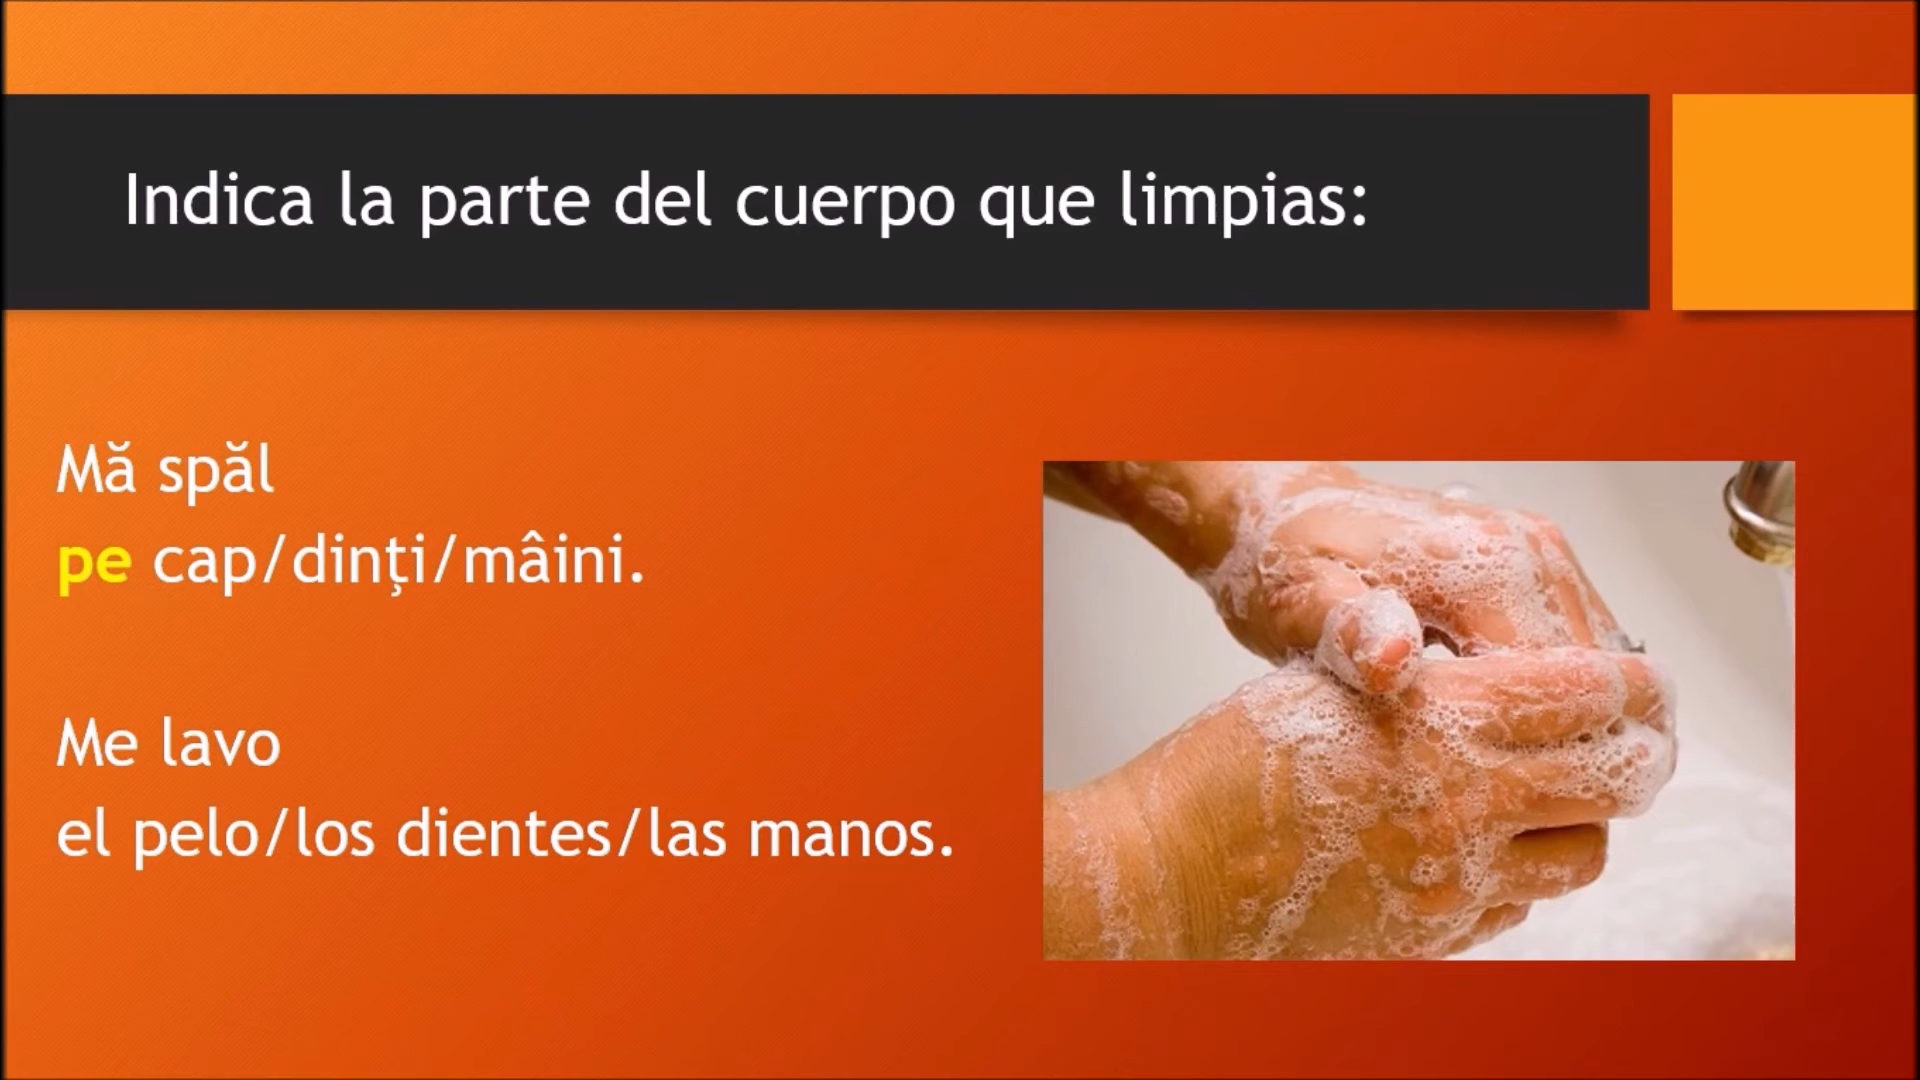 Indica la parte del cuerpo que limpias:
Mă spăl
pe cap/dinţi/mâini.
Me lavo
el pelo/los dientes/las manos.